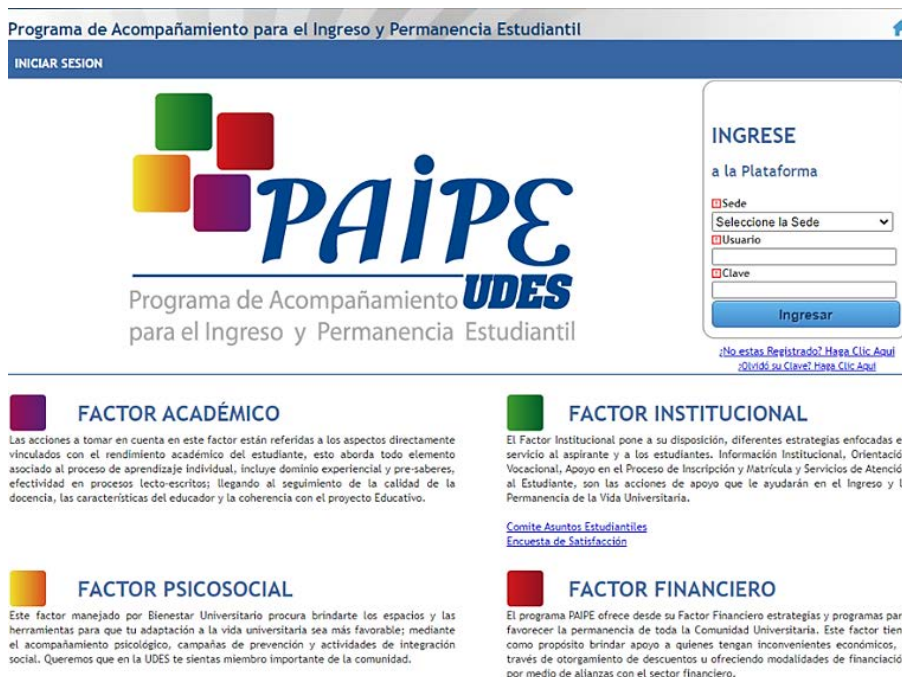 Programa de Acompañamiento para el Ingreso y Permanencia Estudiantil
INICIAR SESION
PAIPE
UDES
Programa de Acompañamiento
para el Ingreso y Permanencia Estudiantil
INGRESE
a la Plataforma
Sede
Seleccione la Sede
Usuario
Clave
Ingresar
¿No estas Registrado? Haga Clic Aqui
¿Olvidó su Clave? Haga Clic Aqui
FACTOR ACADÉMICO
Las acciones a tomar en cuenta en este factor están referidas a los aspectos directamente
vinculados con el rendimiento académico del estudiante, esto aborda todo elemento
asociado al proceso de aprendizaje individual, incluye dominio experiencial y pre-saberes,
efectividad en procesos lecto-escritos; llegando al seguimiento de la calidad de la
docencia, las características del educador y la coherencia con el proyecto Educativo.
FACTOR INSTITUCIONAL
El Factor Institucional pone a su disposición, diferentes estrategias enfocadas e
servicio al aspirante y a los estudiantes. Información Institucional, Orientació
Vocacional, Apoyo en el Proceso de Inscripción y Matrícula y Servicios de Atenció
al Estudiante, son las acciones de apoyo que le ayudarán en el Ingreso y l
Permanencia de la Vida Universitaria.
Comite Asuntos Estudiantiles
Encuesta de Satisfacción
FACTOR PSICOSOCIAL
Este factor manejado por Bienestar Universitario procura brindarte los espacios y las
herramientas para que tu adaptación a la vida universitaria sea más favorable; mediante
el acompañamiento psicológico, campañas de prevención y actividades de integración
social. Queremos que en la UDES te sientas miembro importante de la comunidad.
FACTOR FINANCIERO
El programa PAIPE ofrece desde su Factor Financiero estrategias y programas par
favorecer la permanencia de toda la Comunidad Universitaria. Este factor tien
como propósito brindar apoyo a quienes tengan inconvenientes económicos,
través de otorgamiento de descuentos u ofreciendo modalidades de financiació
por medio de alianzas con el sector financiero.